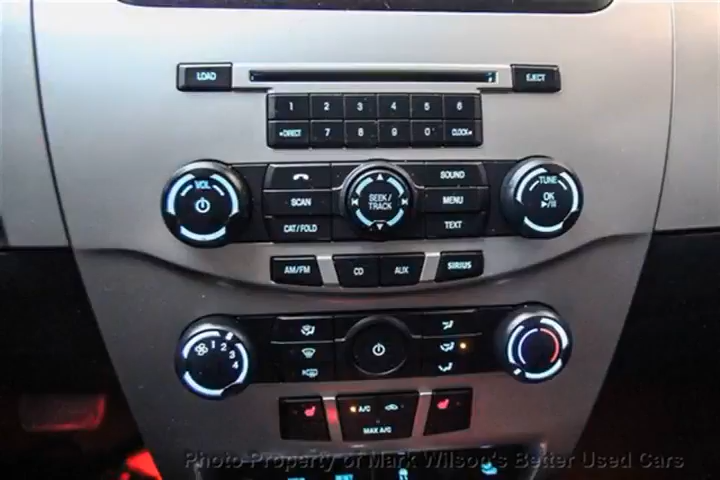 LOAD EJECT
1 2 3 4 5 6
DIRECT 7 8 9 0 CLOCK
VOL SOUND TUNE
SCAN SEEK/ MENU OK
TRACK
CAT/FOLD TEXT
AM/FM CD AUX SIRIUS
1 2 3 4
A/C
MAX A/C
Photo Property of Mark Wilson's Better Used Cars